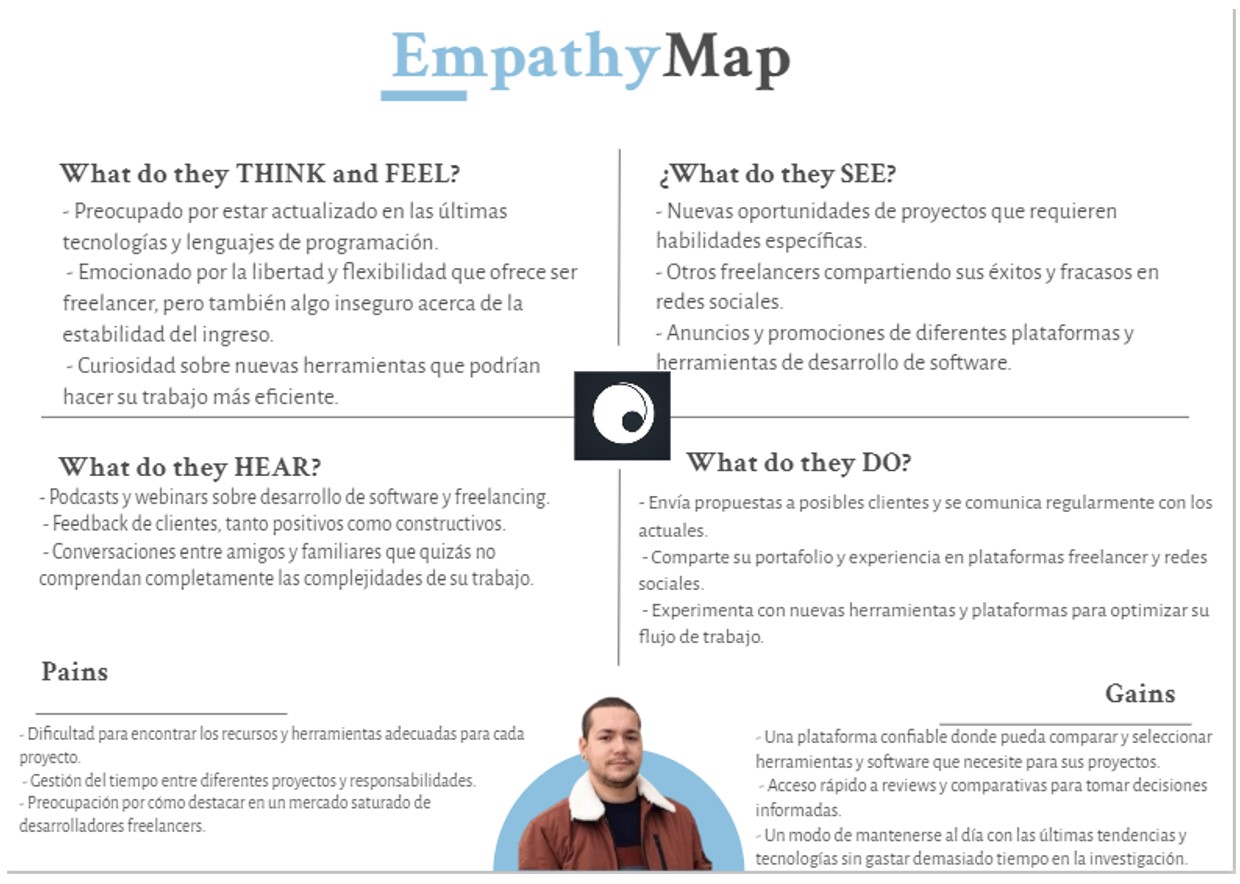 EmpathyMap
What do they THINK and FEEL?
- Preocupado por estar actualizado en las últimas
tecnologías y lenguajes de programación.
- Emocionado por la libertad y flexibilidad que ofrece ser
freelancer, pero también algo inseguro acerca de la
estabilidad del ingreso.
- Curiosidad sobre nuevas herramientas que podrían
hacer su trabajo más eficiente.
¿What do they SEE?
- Nuevas oportunidades de proyectos que requieren
habilidades específicas.
- Otros freelancers compartiendo sus éxitos y fracasos en
redes sociales.
- Anuncios y promociones de diferentes plataformas y
herramientas de desarrollo de software.
What do they HEAR?
- Podcasts y webinars sobre desarrollo de software y freelancing.
- Feedback de clientes, tanto positivos como constructivos.
- Conversaciones entre amigos y familiares que quizás no
comprendan completamente las complejidades de su trabajo.
What do they DO?
- Envía propuestas a posibles clientes y se comunica regularmente con los
actuales.
- Comparte su portafolio y experiencia en plataformas freelancer y redes
sociales.
- Experimenta con nuevas herramientas y plataformas para optimizar su
flujo de trabajo.
Pains
- Dificultad para encontrar los recursos y herramientas adecuadas para cada
proyecto.
- Gestión del tiempo entre diferentes proyectos y responsabilidades.
- Preocupación por cómo destacar en un mercado saturado de
desarrolladores freelancers.
Gains
- Una plataforma confiable donde pueda comparar y seleccionar
herramientas y software que necesite para sus proyectos.
- Acceso rápido a reviews y comparativas para tomar decisiones
informadas.
- Un modo de mantenerse al día con las últimas tendencias y
tecnologías sin gastar demasiado tiempo en la investigación.